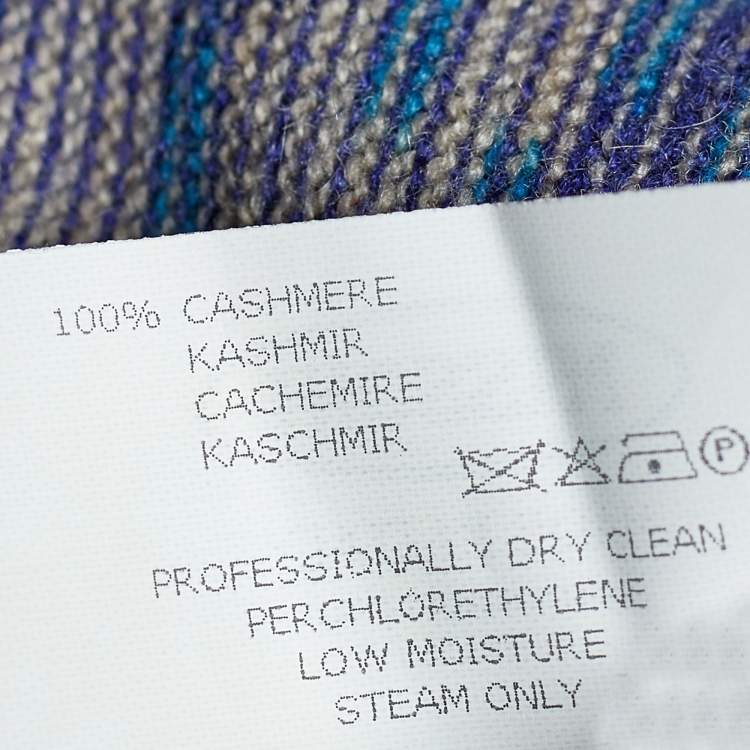 100% CASHMERE
KASHMIR
CACHEMIRE
KASCHMIR
P
PROFESSIONALLY DRY CLEAN
PERCHLORETHYLENE
LOW MOISTURE
STEAM ONLY